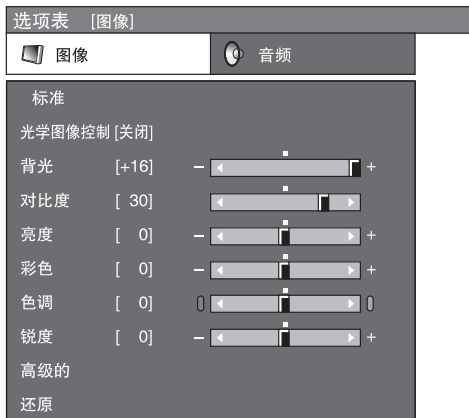 选项表 [图像]
图像
音频
标准
光学图像控制 [关闭]
背光 [+16] − +
对比度 [ 30]
亮度 [ 0] − +
彩色 [ 0] − +
色调 [ 0]
锐度 [ 0] − +
高级的
还原